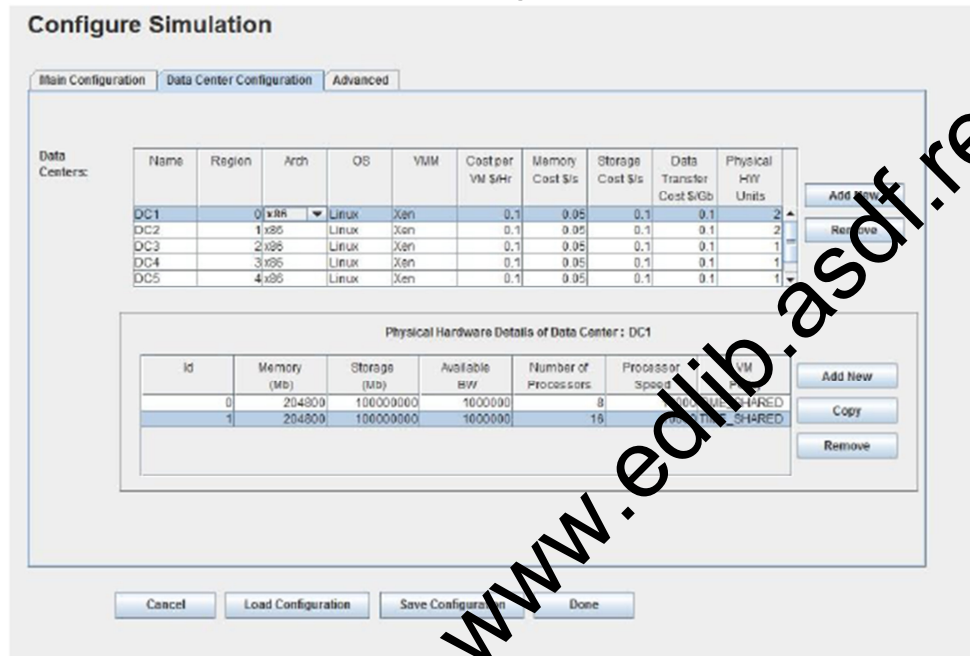 Configure Simulation
Main Configuration Data Center Configuration Advanced
Data Centers:
Name Region Arch OS VMM Cost per VM $/Hr Memory Cost $/s Storage Cost $/s Data Transfer Cost $/Gb Physical HW Units
DC1 0 x86 Linux Xen 0.1 0.05 0.1 0.1 2
DC2 1 x86 Linux Xen 0.1 0.05 0.1 0.1 2
DC3 2 x86 Linux Xen 0.1 0.05 0.1 0.1 1
DC4 3 x86 Linux Xen 0.1 0.05 0.1 0.1 1
DC5 4 x86 Linux Xen 0.1 0.05 0.1 0.1 1
Add New
Remove
Physical Hardware Details of Data Center : DC1
Id Memory (Mb) Storage (Mb) Available BW Number of Processors Processor Speed VM
0 204800 100000000 1000000 8
1 204800 100000000 1000000 16
Add New
Copy
Remove
Cancel Load Configuration Save Configuration Done
www.edlib.asdf.re